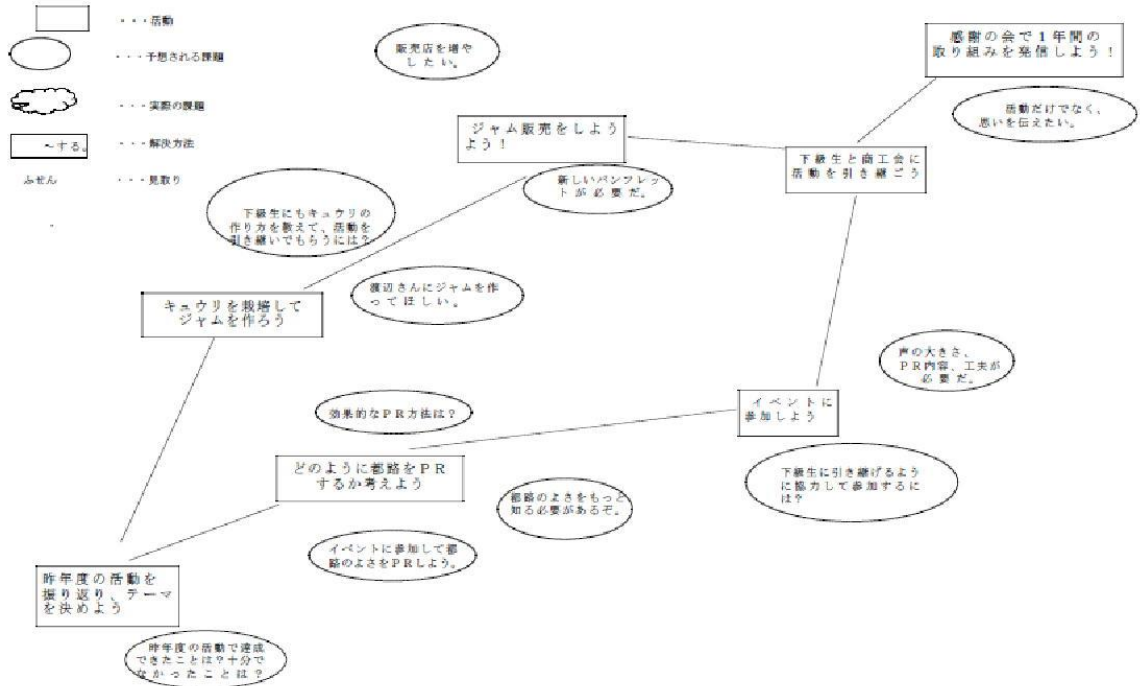 ・・・活動
・・・予想される課題
・・・実際の課題
～する。
・・・解決方法
ふせん
・・・見取り
販売店を増や
したい。
感謝の会で１年間の
取り組みを発信しよう！
活動だけでなく、
思いを伝えたい。
ジャム販売をしよう
よう！
下級生と商工会に
活動を引き継ごう
新しいパンフレッ
トが必要だ。
下級生にもキュウリの
作り方を教えて、活動を
引き継いでもらうには？
渡辺さんにジャムを作
ってほしい。
キュウリを栽培して
ジャムを作ろう
声の大きさ、
ＰＲ内容、工夫が
必要だ。
イベントに
参加しよう
効果的なＰＲ方法は？
どのように都路をＰＲ
するか考えよう
下級生に引き継げるよう
に協力して参加するに
は？
都路のよさをもっと
知る必要があるぞ。
イベントに参加して都
路のよさをPRしよう。
昨年度の活動を
振り返り、テーマ
を決めよう
昨年度の活動で達成
できたことは？十分で
なかったことは？